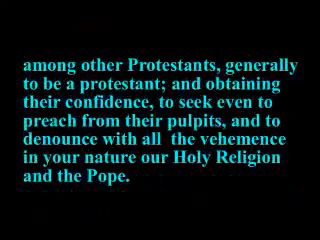 among other Protestants, generally
to be a protestant; and obtaining
their confidence, to seek even to
preach from their pulpits, and to
denounce with all the vehemence
in your nature our Holy Religion
and the Pope.